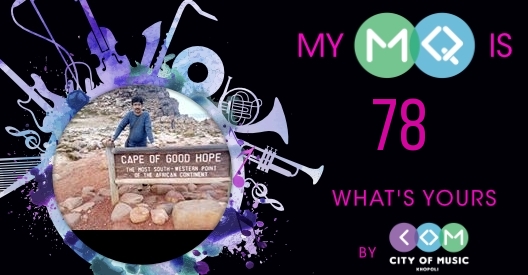 MY MQ IS
78
CAPE OF GOOD HOPE
THE MOST SOUTH-WESTERN POINT
OF THE AFRICAN CONTINENT
WHAT'S YOURS
BY COM
CITY OF MUSIC
KHOPOLI